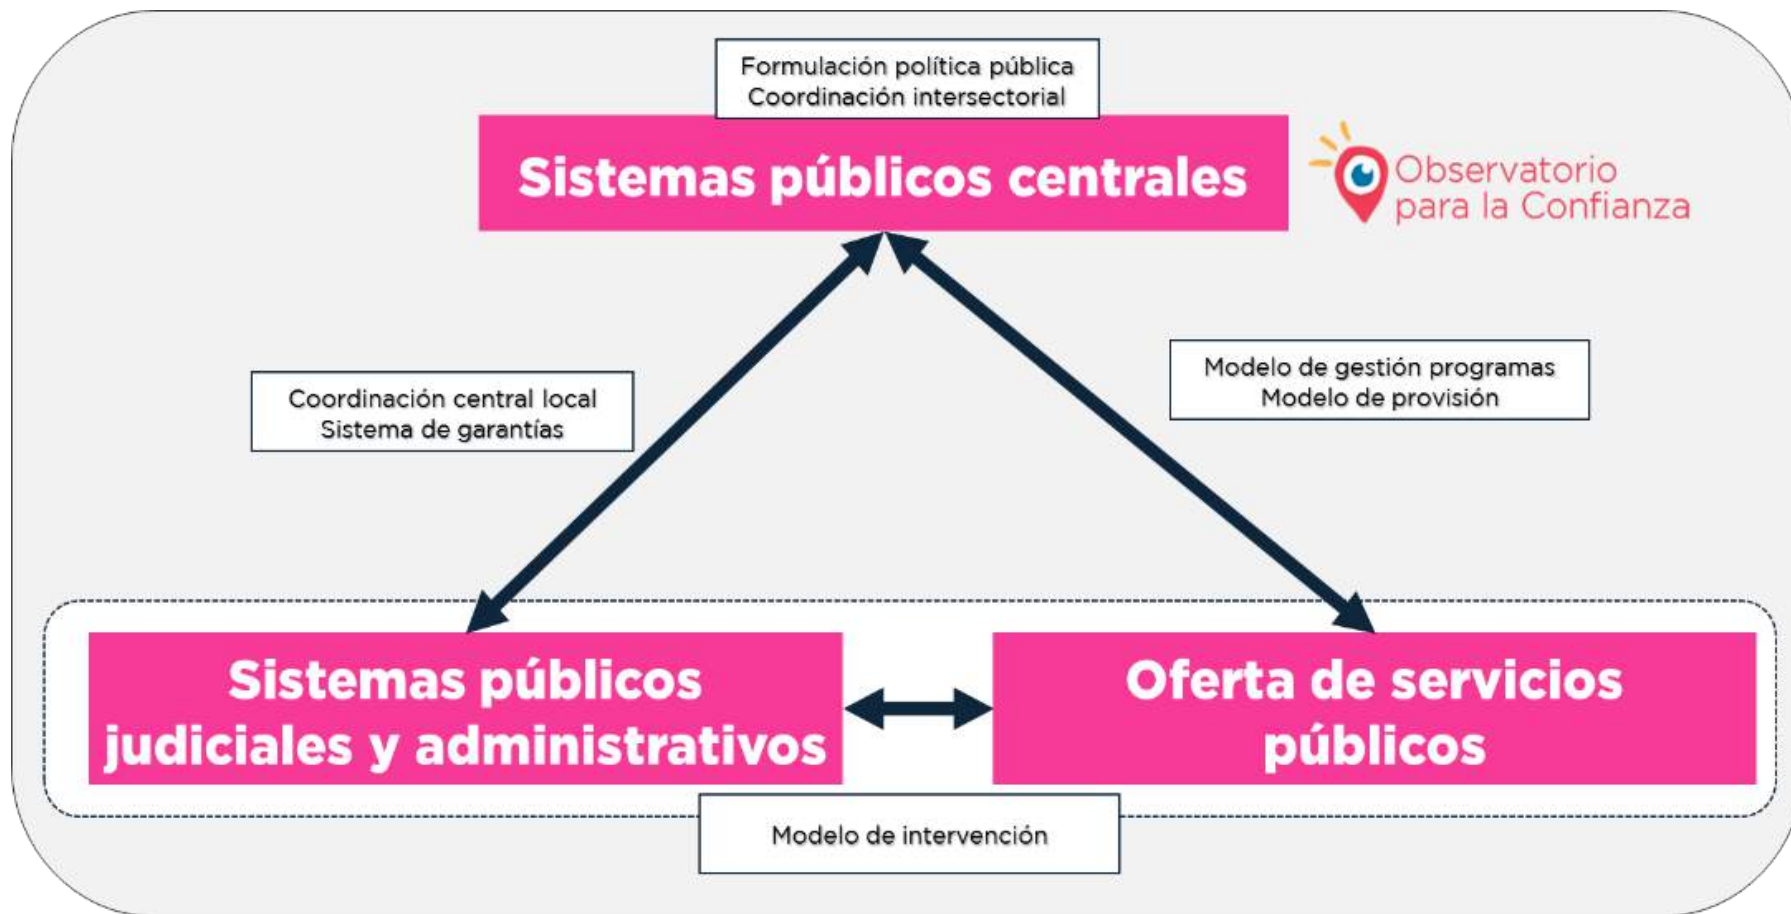 Formulación política pública
Coordinación intersectorial
Sistemas públicos centrales
Observatorio
para la Confianza
Coordinación central local
Sistema de garantías
Modelo de gestión programas
Modelo de provisión
Sistemas públicos
judiciales y administrativos
Oferta de servicios
públicos
Modelo de intervención